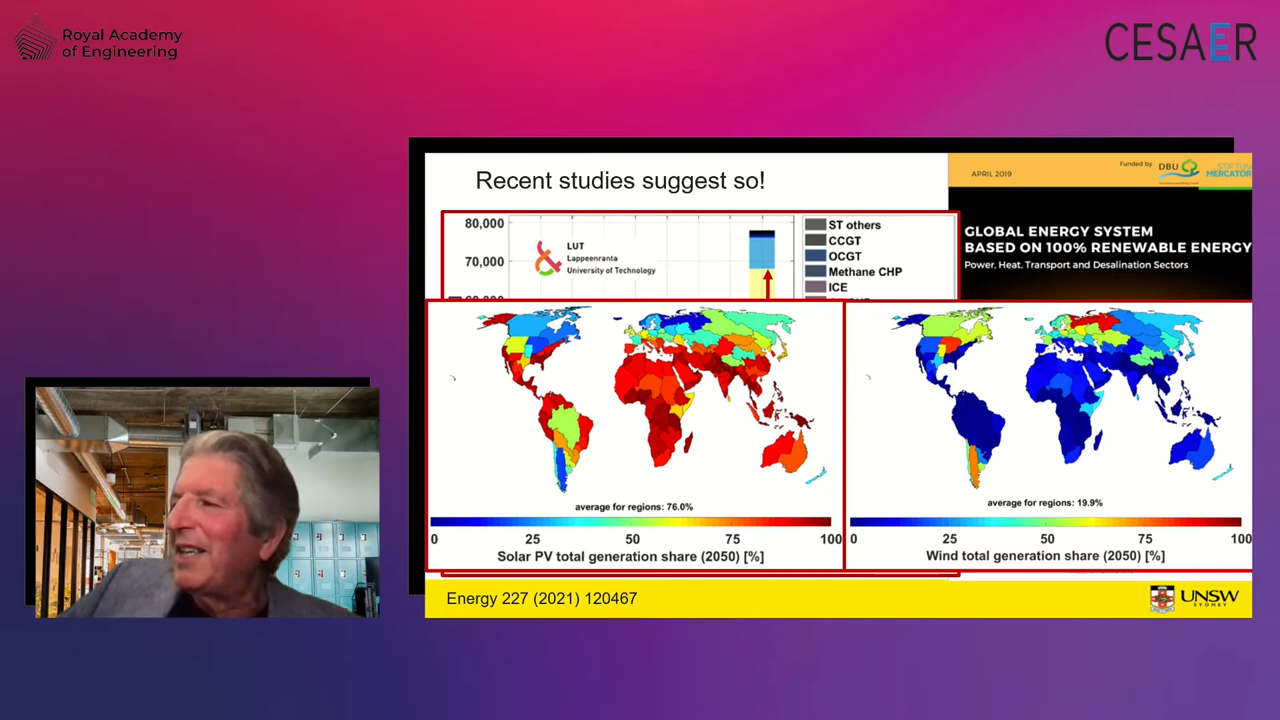 Royal Academy
of Engineering
CESAER
Recent studies suggest so!
80,000
70,000
LUT
Lappeenranta
University of Technology
ST others
CCGT
OCGT
Methane CHP
ICE
APRIL 2019
Funded by
DBU
STIFTUN
MERCATOR
GLOBAL ENERGY SYSTEM
BASED ON 100% RENEWABLE ENERGY
Power, Heat, Transport and Desalination Sectors
average for regions: 76.0%
0 25 50 75 100
Solar PV total generation share (2050) [%]
average for regions: 19.9%
0 25 50 75 100
Wind total generation share (2050) [%]
Energy 227 (2021) 120467
UNSW
SYDNEY